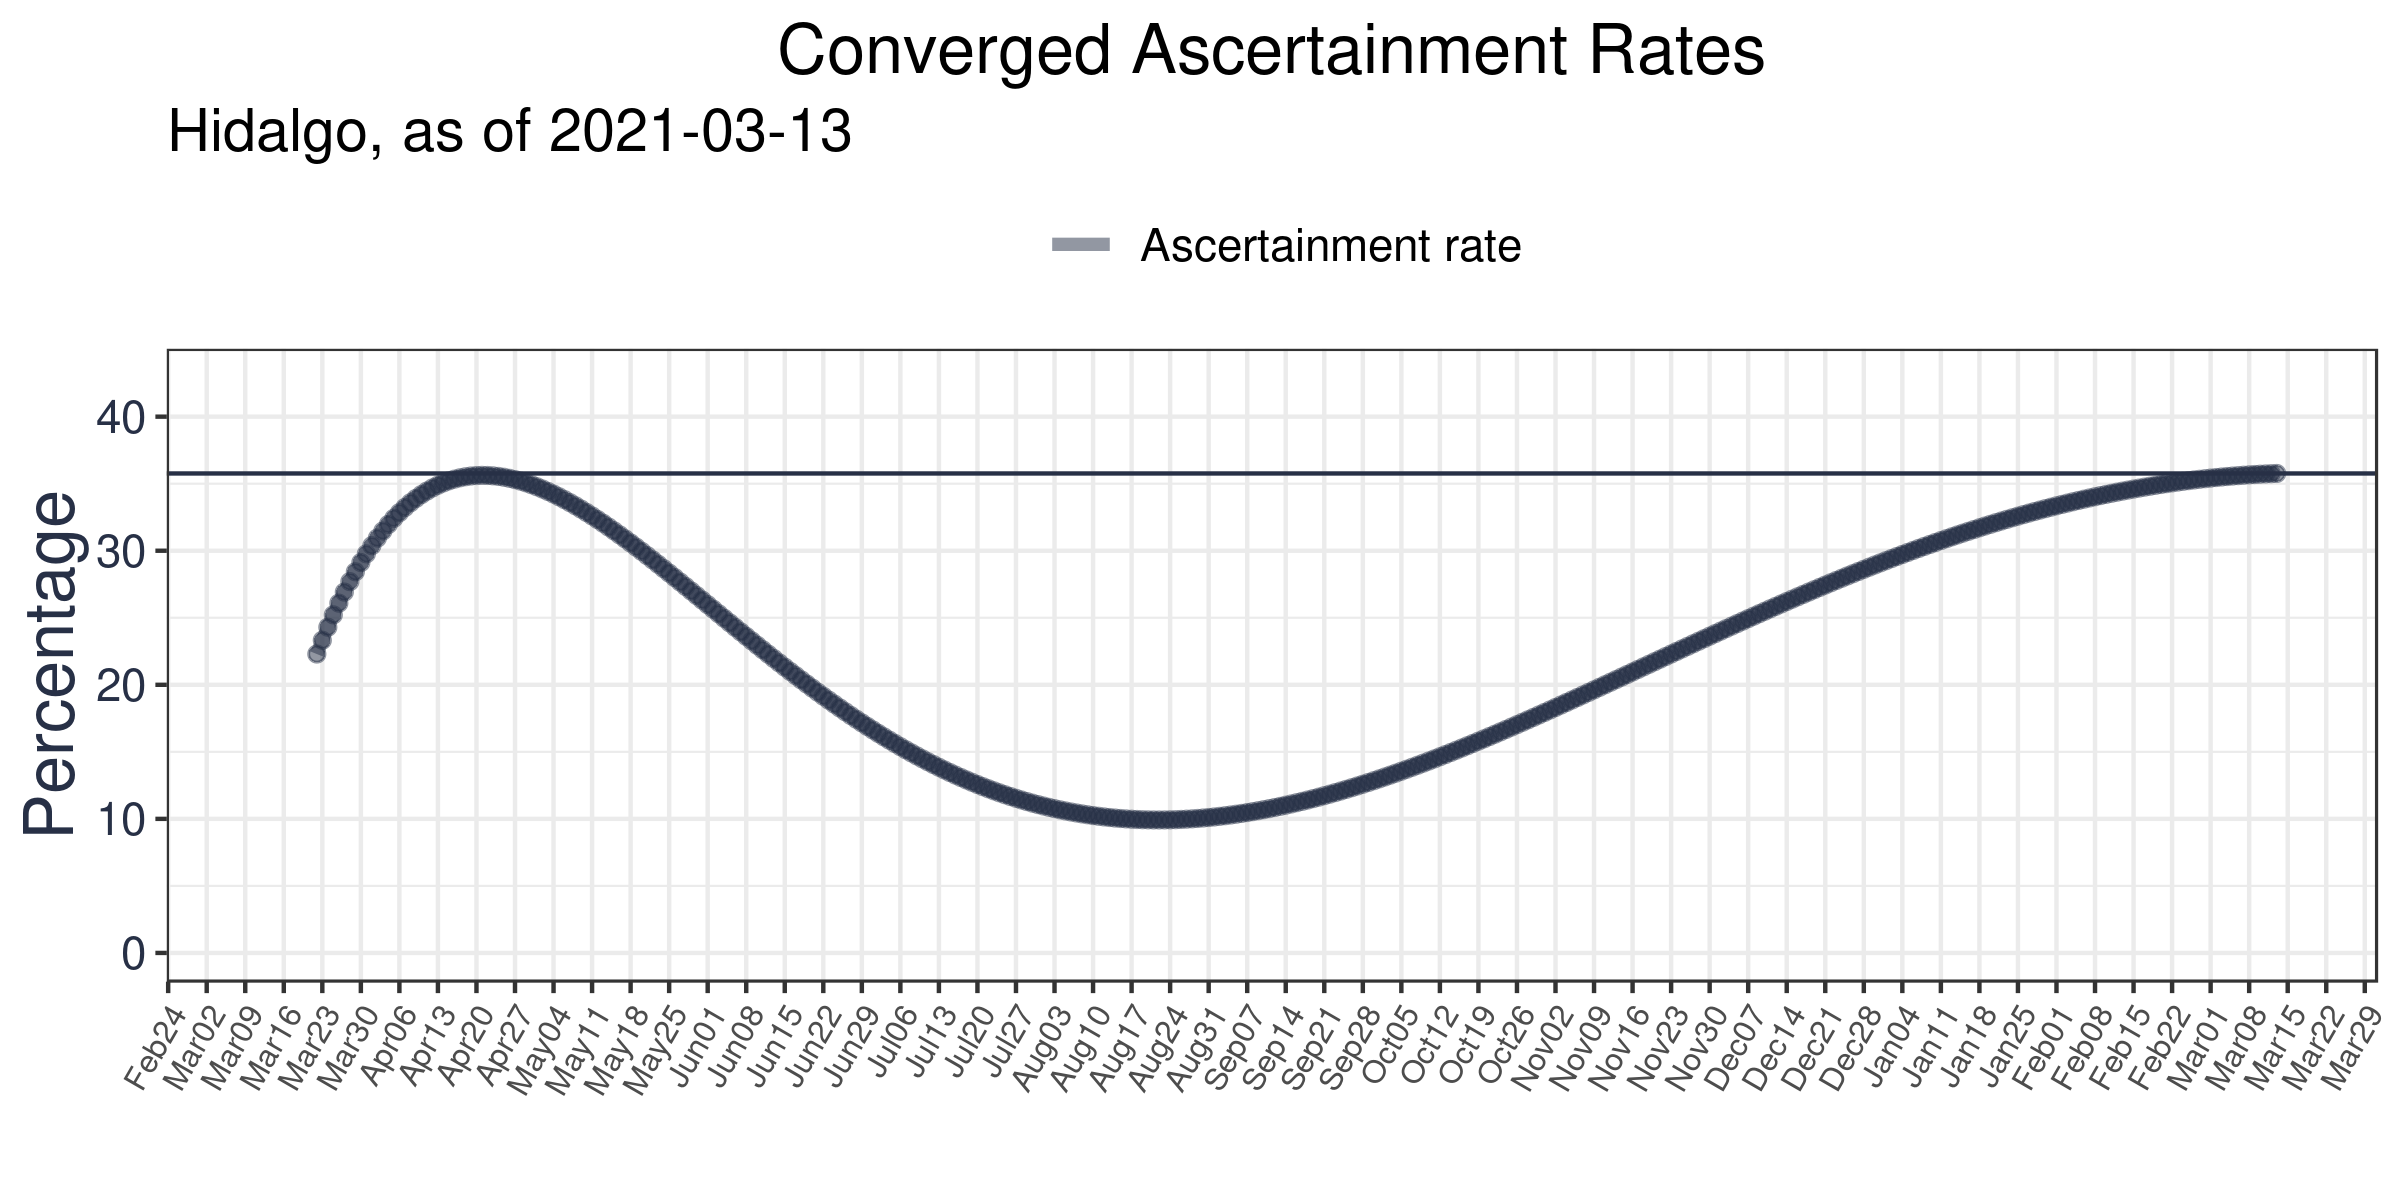 Converged Ascertainment Rates
Hidalgo, as of 2021-03-13
Ascertainment rate
Percentage
40
30
20
10
0
Feb24
Mar02
Mar09
Mar16
Mar23
Mar30
Apr06
Apr13
Apr20
Apr27
May04
May11
May18
May25
Jun01
Jun08
Jun15
Jun22
Jun29
Jul06
Jul13
Jul20
Jul27
Aug03
Aug10
Aug17
Aug24
Aug31
Sep07
Sep14
Sep21
Sep28
Oct05
Oct12
Oct19
Oct26
Nov02
Nov09
Nov16
Nov23
Nov30
Dec07
Dec14
Dec21
Dec28
Jan04
Jan11
Jan18
Jan25
Feb01
Feb08
Feb15
Feb22
Mar01
Mar08
Mar15
Mar22
Mar29